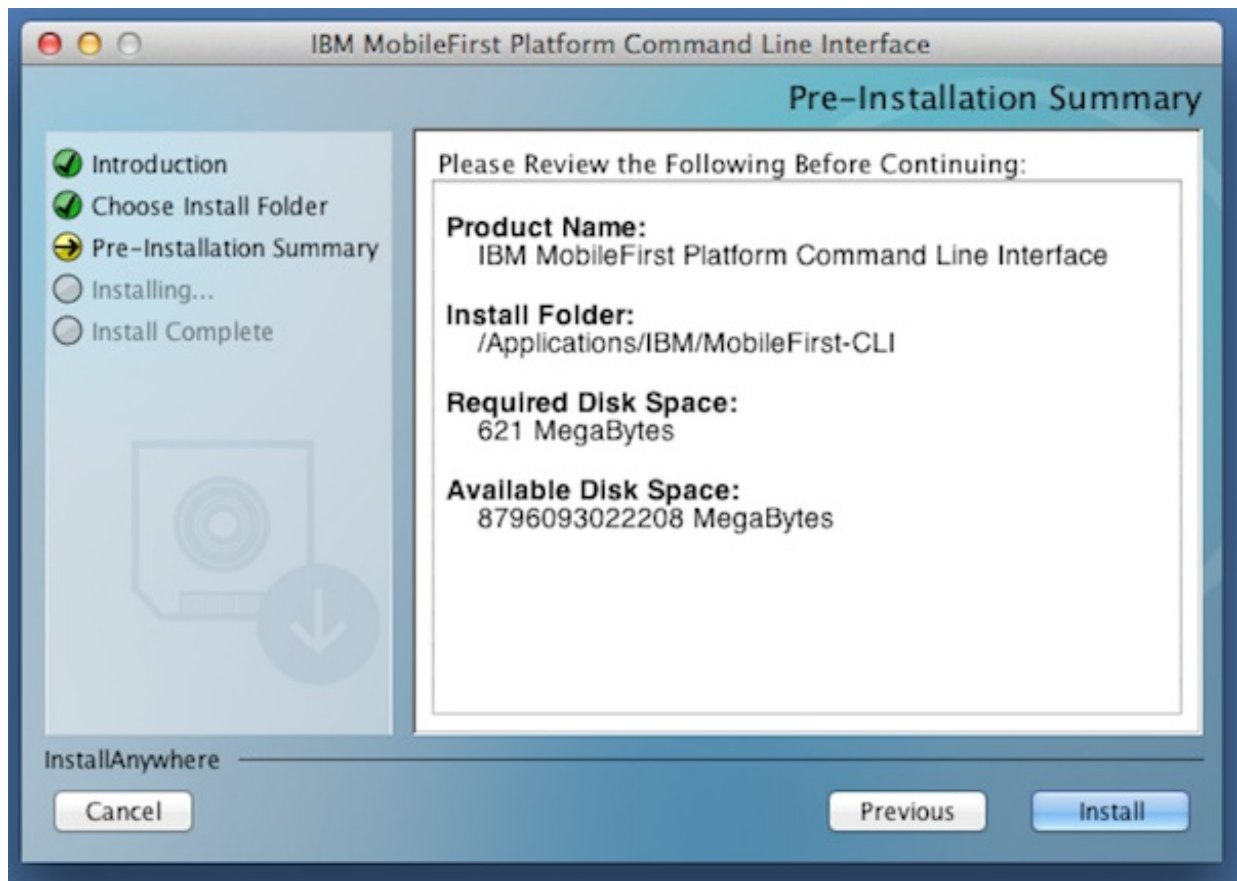 IBM MobileFirst Platform Command Line Interface
Pre-Installation Summary
Introduction
Choose Install Folder
Pre-Installation Summary
Installing...
Install Complete
Please Review the Following Before Continuing:
Product Name:
IBM MobileFirst Platform Command Line Interface
Install Folder:
/Applications/IBM/MobileFirst-CLI
Required Disk Space:
621 MegaBytes
Available Disk Space:
8796093022208 MegaBytes
InstallAnywhere
Cancel
Previous
Install